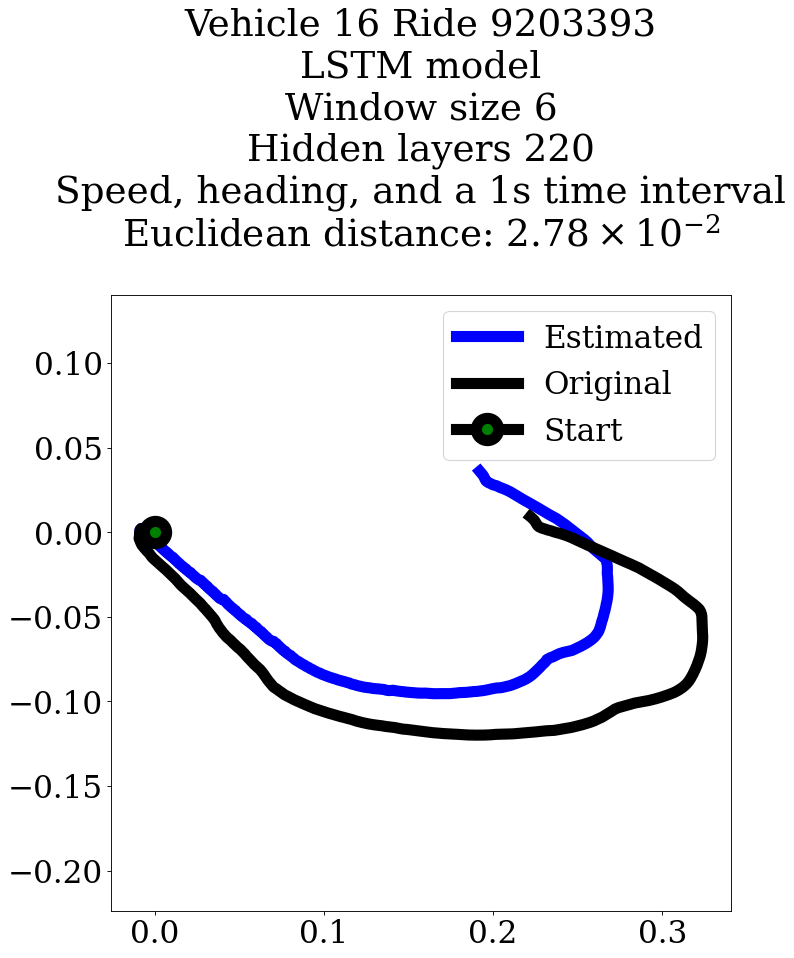 Vehicle 16 Ride 9203393
LSTM model
Window size 6
Hidden layers 220
Speed, heading, and a 1s time interval
Euclidean distance: 2.78 × 10⁻²
Estimated
Original
Start
0.10
0.05
0.00
−0.05
−0.10
−0.15
−0.20
0.0 0.1 0.2 0.3